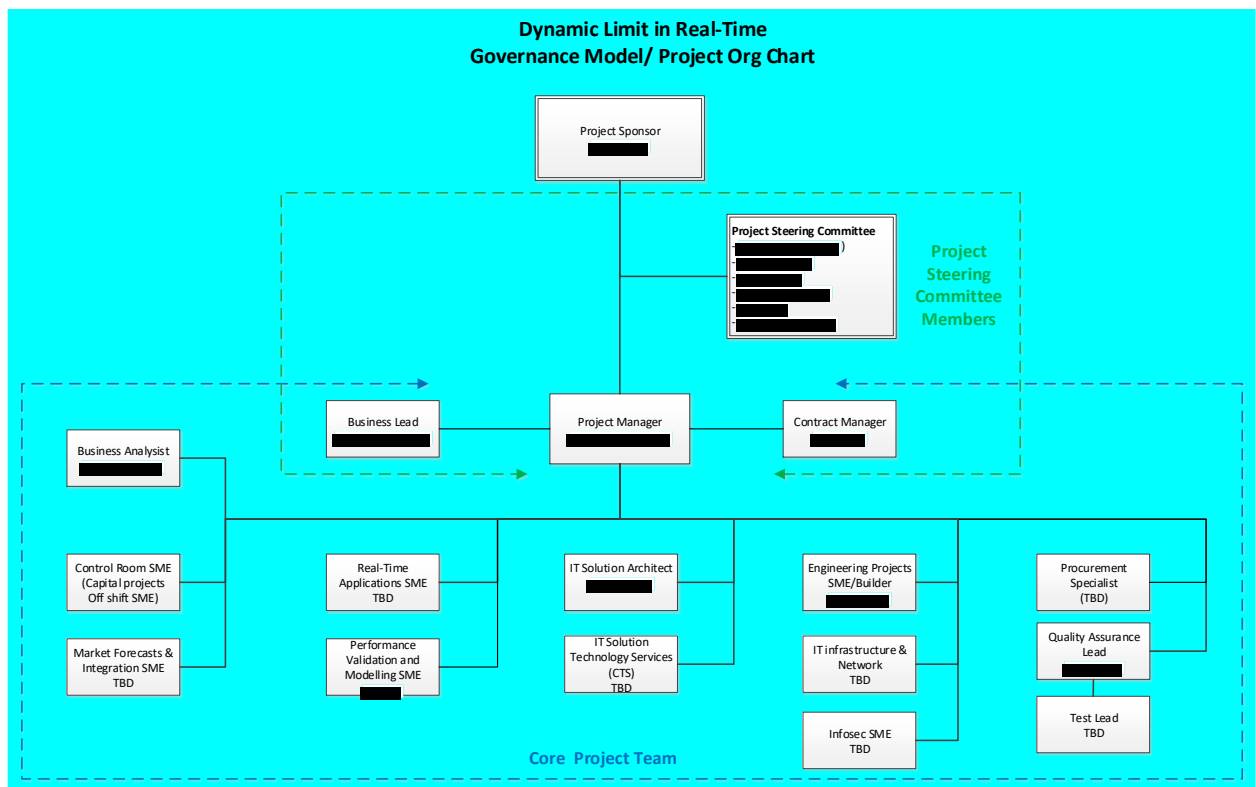 Dynamic Limit in Real-Time
Governance Model/ Project Org Chart
Project Sponsor
Project Steering Committee
-
)
-
-
-
-
-
Project
Steering
Committee
Members
Business Lead
Project Manager
Contract Manager
Business Analyst
Control Room SME
(Capital projects
Off shift SME)
Real-Time
Applications SME
TBD
IT Solution Architect
Engineering Projects
SME/Builder
Procurement
Specialist
(TBD)
Market Forecasts &
Integration SME
TBD
Performance
Validation and
Modelling SME
IT Solution
Technology Services
(CTS)
TBD
IT infrastructure &
Network
TBD
Quality Assurance
Lead
Infosec SME
TBD
Test Lead
TBD
Core Project Team